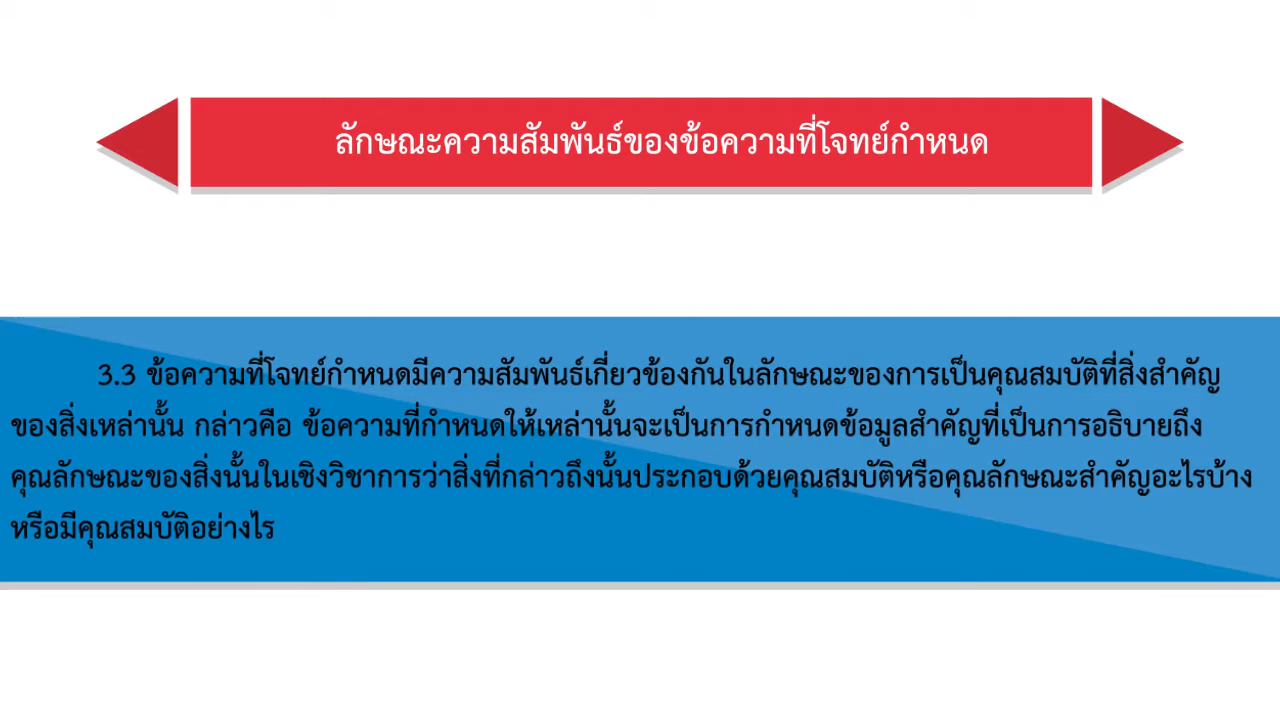 ลักษณะความสัมพันธ์ของข้อความที่โจทย์กำหนด
3.3 ข้อความที่โจทย์กำหนดมีความสัมพันธ์เกี่ยวข้องกันในลักษณะของการเป็นคุณสมบัติที่สิ่งสำคัญ
ของสิ่งเหล่านั้น กล่าวคือ ข้อความที่กำหนดให้เหล่านั้นจะเป็นการกำหนดข้อมูลสำคัญที่เป็นการอธิบายถึง
คุณลักษณะของสิ่งนั้นในเชิงวิชาการว่าสิ่งที่กล่าวถึงนั้นประกอบด้วยคุณสมบัติหรือคุณลักษณะสำคัญอะไรบ้าง
หรือมีคุณสมบัติอย่างไร